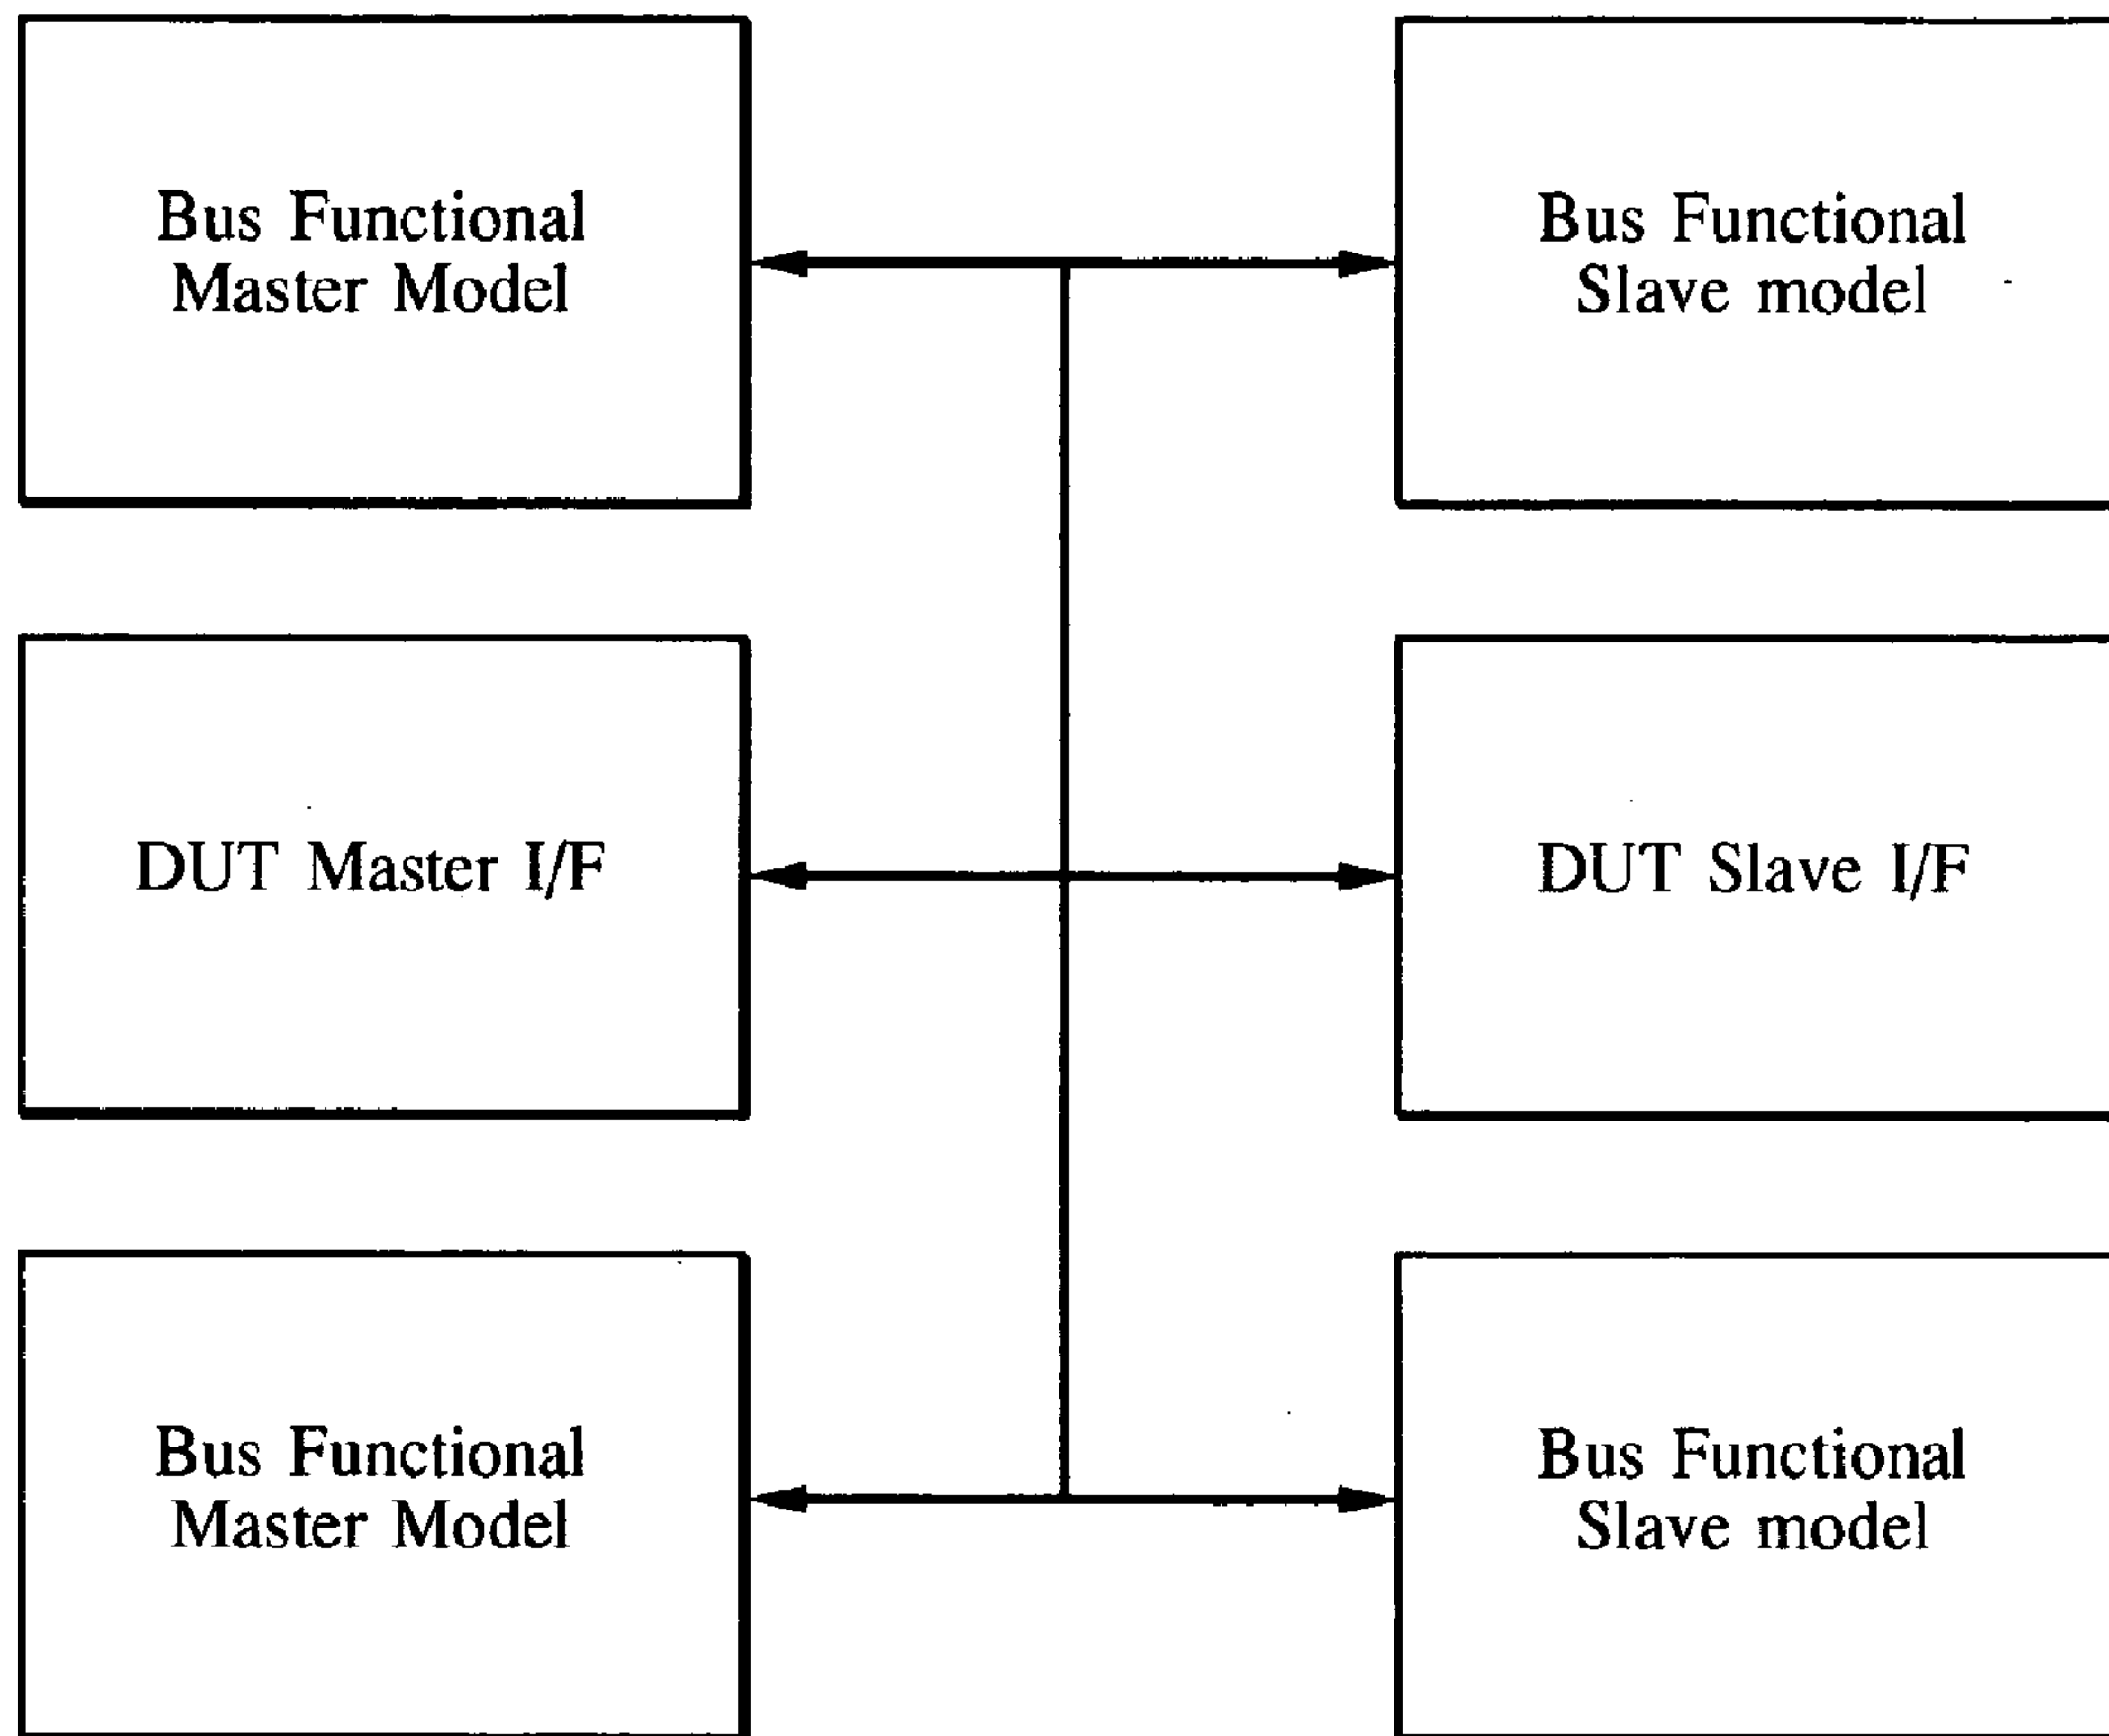 Bus Functional
Master Model
Bus Functional
Slave model
DUT Master I/F
DUT Slave I/F
Bus Functional
Master Model
Bus Functional
Slave model